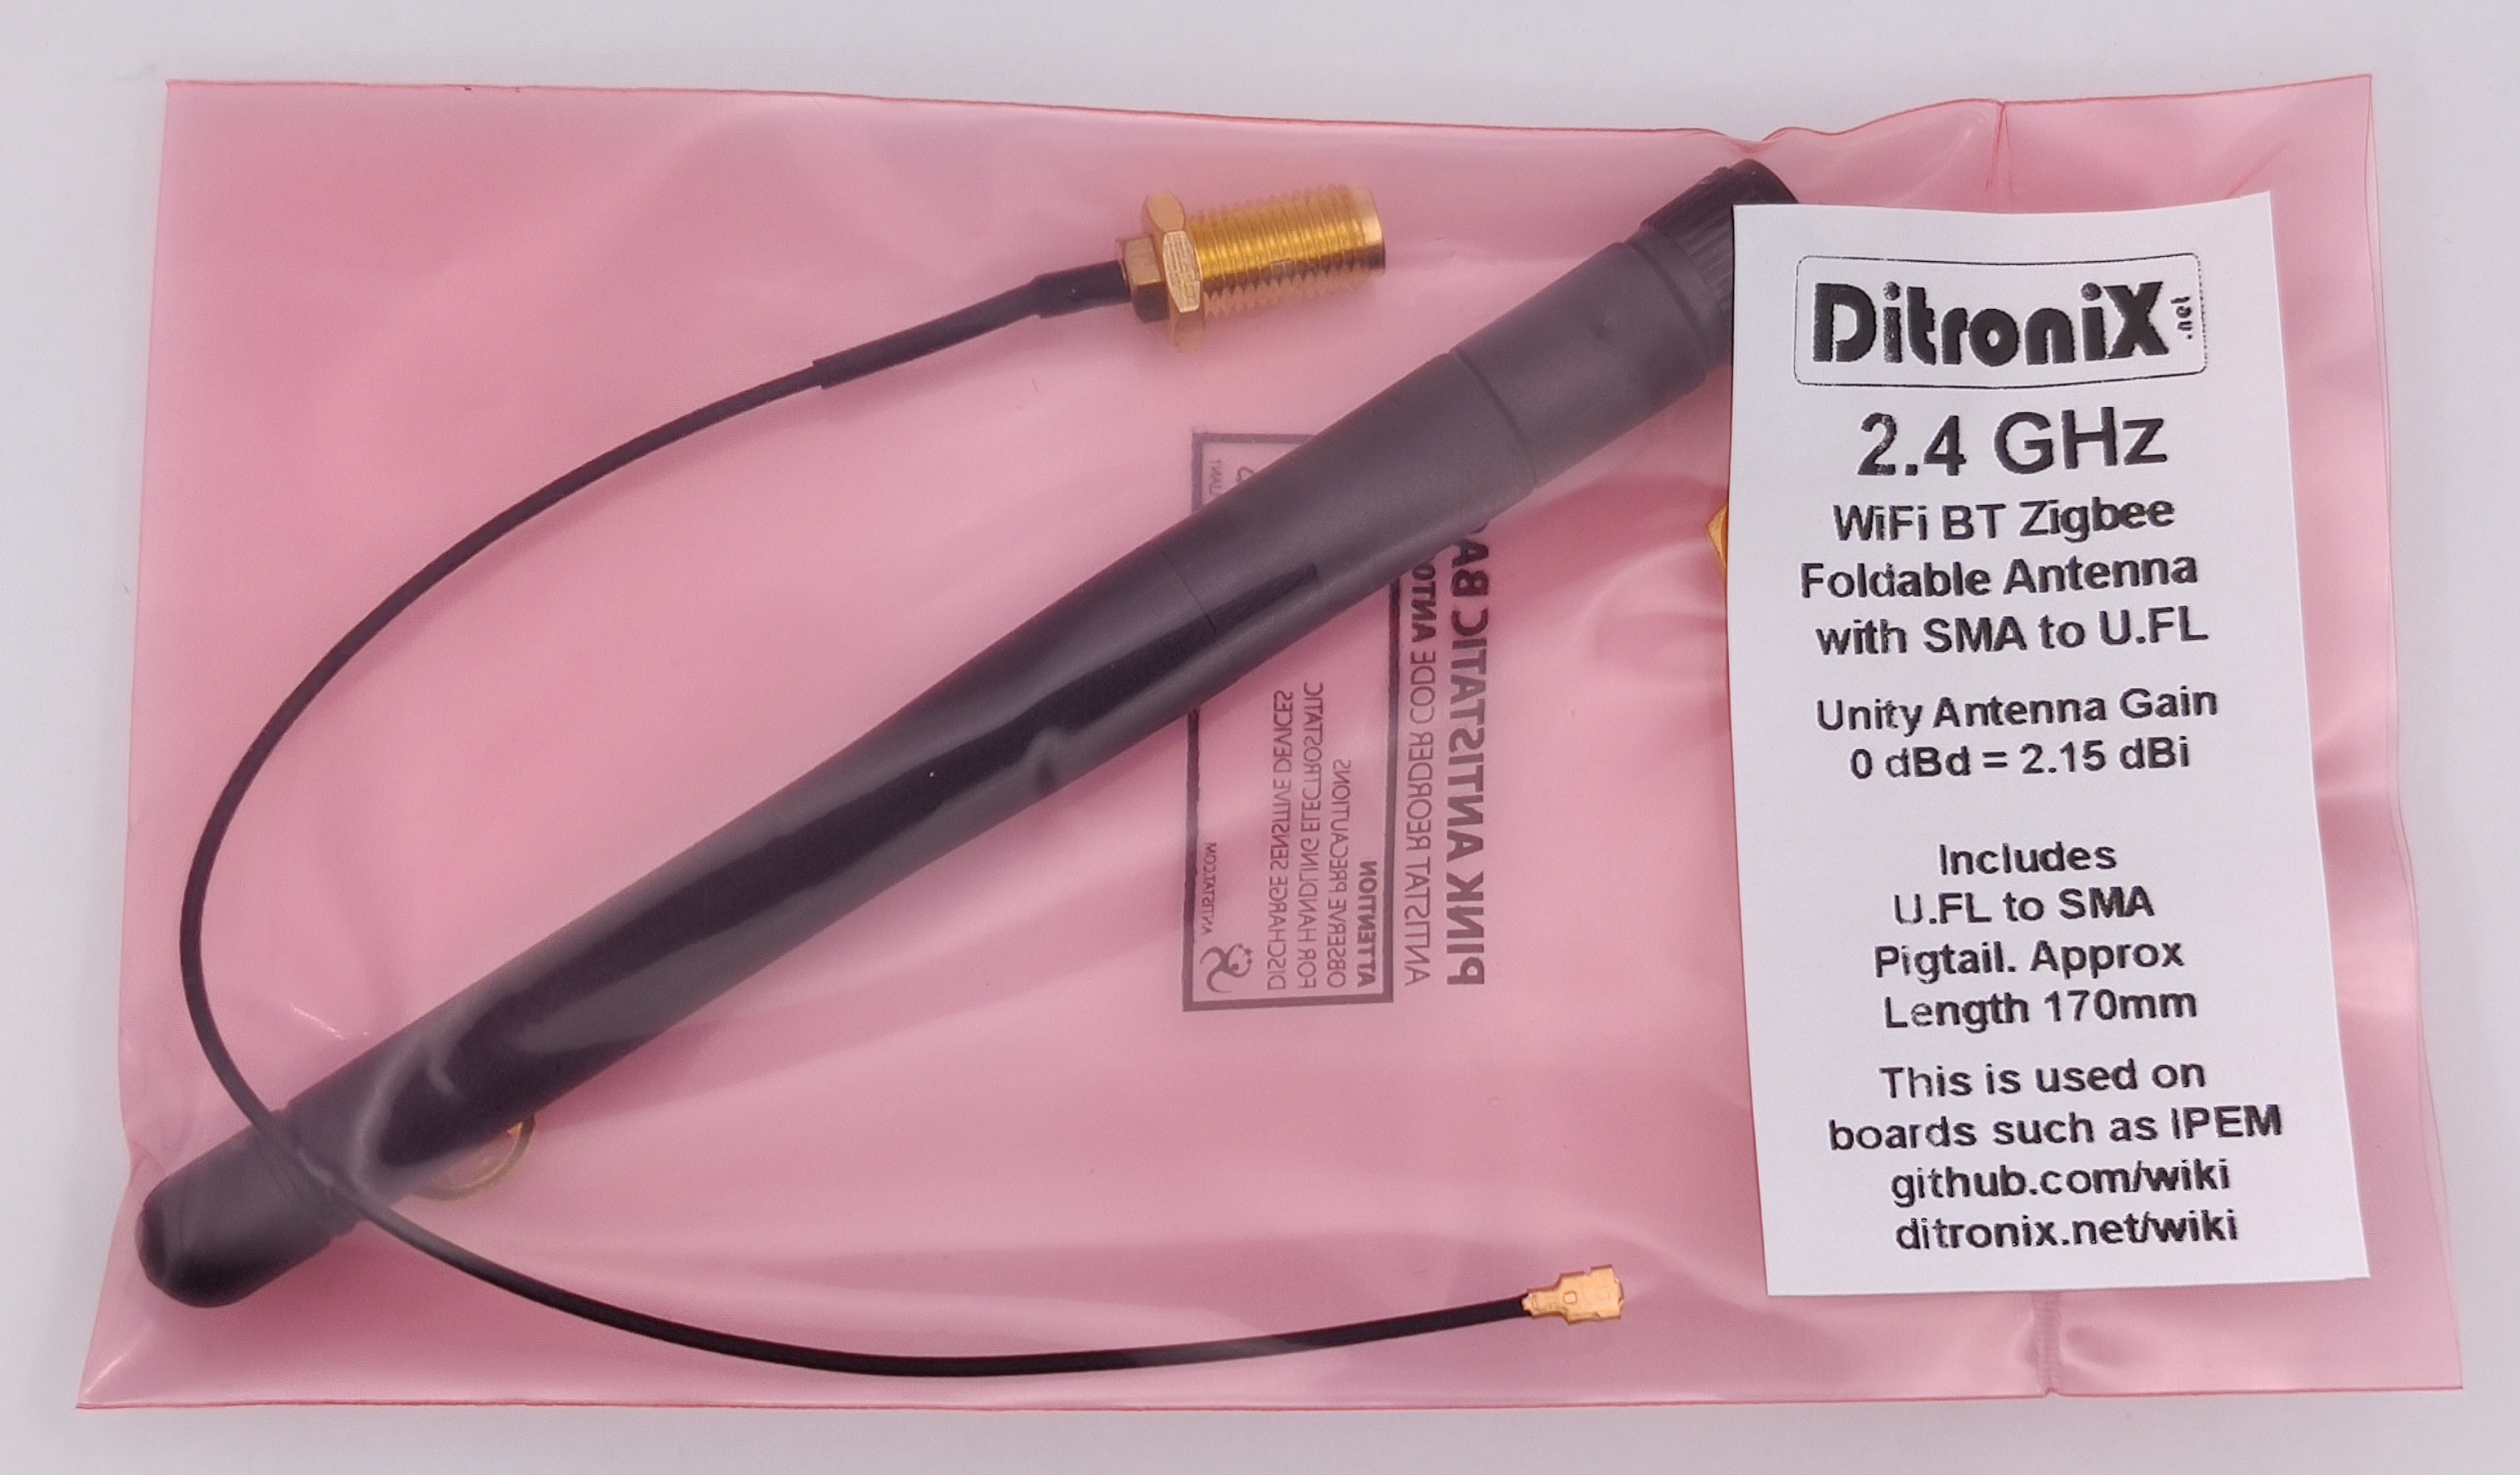 DitroniX
.net
2.4 GHz
WiFi BT Zigbee
Foldable Antenna
with SMA to U.FL
Unity Antenna Gain
0 dBd = 2.15 dBi
Includes
U.FL to SMA
Pigtail. Approx
Length 170mm
This is used on
boards such as IPEM
github.com/wiki
ditronix.net/wiki
PINK ANTISTATIC
ANTISTAT REORDER CODE
ATTENTION
OBSERVE PRECAUTIONS
FOR HANDLING ELECTROSTATIC
DISCHARGE SENSITIVE DEVICES
ANTISTAT.COM